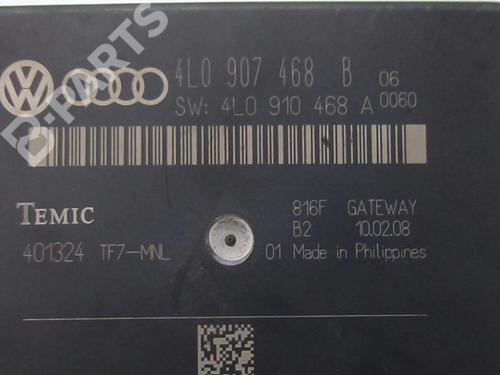 4L0 907 468 B 06
SW: 4L0 910 468 A 0060
TEMIC
816F GATEWAY
B2 10.02.08
401324 TF7-MNL
01 Made in Philippines
B-PARTS